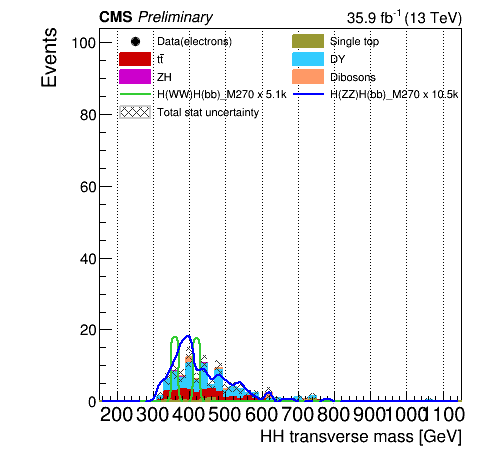 CMS Preliminary 35.9 fb-1 (13 TeV)
Events
100
80
60
40
20
0
Data(electrons)
Single top
tt̄
DY
ZH
Dibosons
H(WW)H(bb)_M270 x 5.1k
H(ZZ)H(bb)_M270 x 10.5k
Total stat uncertainty
200 300 400 500 600 700 800 900 1000 1100
HH transverse mass [GeV]